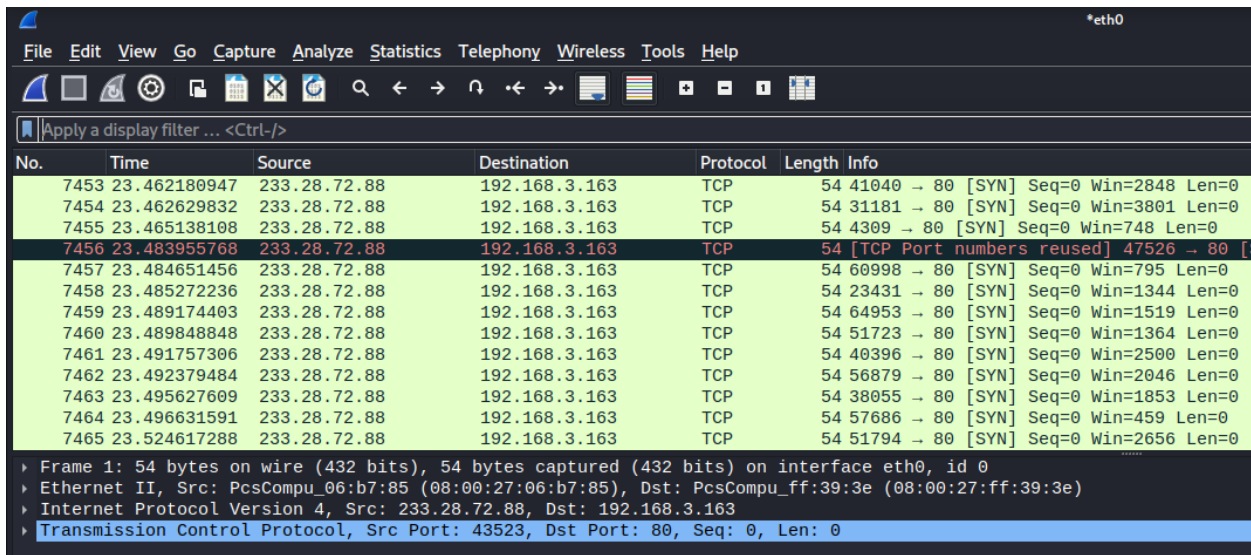 *eth0
File Edit View Go Capture Analyze Statistics Telephony Wireless Tools Help
Apply a display filter ... <Ctrl-/>
No. Time Source Destination Protocol Length Info
7453 23.462180947 233.28.72.88 192.168.3.163 TCP 54 41040 → 80 [SYN] Seq=0 Win=2848 Len=0
7454 23.462629832 233.28.72.88 192.168.3.163 TCP 54 31181 → 80 [SYN] Seq=0 Win=3801 Len=0
7455 23.465138108 233.28.72.88 192.168.3.163 TCP 54 4309 → 80 [SYN] Seq=0 Win=748 Len=0
7456 23.483955768 233.28.72.88 192.168.3.163 TCP 54 [TCP Port numbers reused] 47526 → 80 [
7457 23.484651456 233.28.72.88 192.168.3.163 TCP 54 60998 → 80 [SYN] Seq=0 Win=795 Len=0
7458 23.485272236 233.28.72.88 192.168.3.163 TCP 54 23431 → 80 [SYN] Seq=0 Win=1344 Len=0
7459 23.489174403 233.28.72.88 192.168.3.163 TCP 54 64953 → 80 [SYN] Seq=0 Win=1519 Len=0
7460 23.489848848 233.28.72.88 192.168.3.163 TCP 54 51723 → 80 [SYN] Seq=0 Win=1364 Len=0
7461 23.491757306 233.28.72.88 192.168.3.163 TCP 54 40396 → 80 [SYN] Seq=0 Win=2500 Len=0
7462 23.492379484 233.28.72.88 192.168.3.163 TCP 54 56879 → 80 [SYN] Seq=0 Win=2046 Len=0
7463 23.495627609 233.28.72.88 192.168.3.163 TCP 54 38055 → 80 [SYN] Seq=0 Win=1853 Len=0
7464 23.496631591 233.28.72.88 192.168.3.163 TCP 54 57686 → 80 [SYN] Seq=0 Win=459 Len=0
7465 23.524617288 233.28.72.88 192.168.3.163 TCP 54 51794 → 80 [SYN] Seq=0 Win=2656 Len=0
Frame 1: 54 bytes on wire (432 bits), 54 bytes captured (432 bits) on interface eth0, id 0
Ethernet II, Src: PcsCompu_06:b7:85 (08:00:27:06:b7:85), Dst: PcsCompu_ff:39:3e (08:00:27:ff:39:3e)
Internet Protocol Version 4, Src: 233.28.72.88, Dst: 192.168.3.163
Transmission Control Protocol, Src Port: 43523, Dst Port: 80, Seq: 0, Len: 0